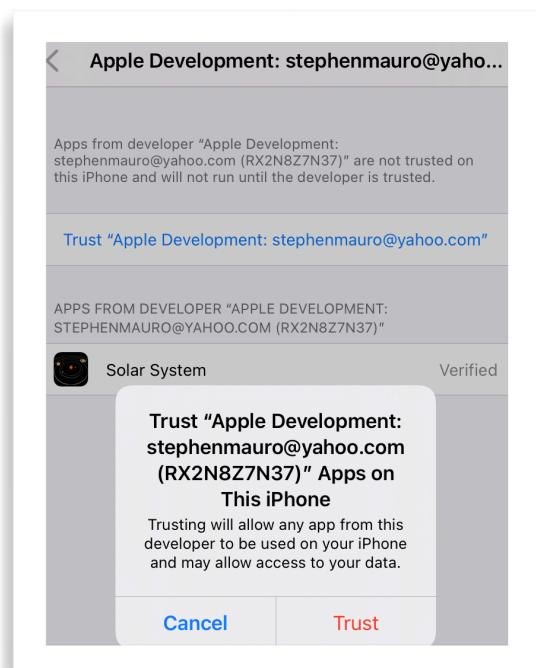 Apple Development: stephenmauro@yaho...
Apps from developer “Apple Development:
stephenmauro@yahoo.com (RX2N8Z7N37)” are not trusted on
this iPhone and will not run until the developer is trusted.
Trust “Apple Development: stephenmauro@yahoo.com”
APPS FROM DEVELOPER “APPLE DEVELOPMENT:
STEPHENMAURO@YAHOO.COM (RX2N8Z7N37)”
Solar System Verified
Trust “Apple Development:
stephenmauro@yahoo.com
(RX2N8Z7N37)” Apps on
This iPhone
Trusting will allow any app from this
developer to be used on your iPhone
and may allow access to your data.
Cancel Trust